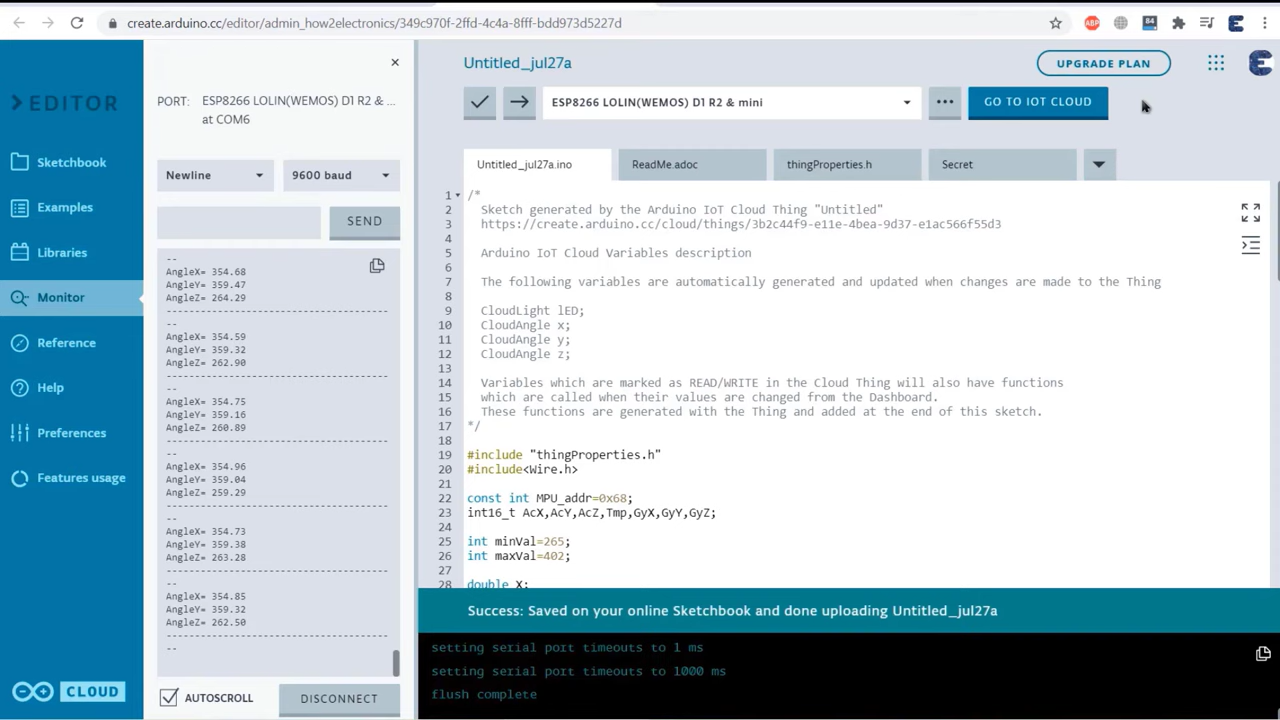 create.arduino.cc/editor/admin_how2electronics/349c970f-2ffd-4c4a-8fff-bdd973d5227d
ABP
84
EDITOR
Sketchbook
Examples
Libraries
Monitor
Reference
Help
Preferences
Features usage
CLOUD
PORT: ESP8266 LOLIN(WEMOS) D1 R2 & ...
at COM6
Newline
9600 baud
SEND
--
AngleX= 354.68
AngleY= 359.47
AngleZ= 264.29
---------------------------------------
--
AngleX= 354.59
AngleY= 359.32
AngleZ= 262.90
---------------------------------------
--
AngleX= 354.75
AngleY= 359.16
AngleZ= 260.89
---------------------------------------
--
AngleX= 354.96
AngleY= 359.04
AngleZ= 259.29
---------------------------------------
--
AngleX= 354.73
AngleY= 359.38
AngleZ= 263.28
---------------------------------------
--
AngleX= 354.85
AngleY= 359.32
AngleZ= 262.50
---------------------------------------
--
AUTOSCROLL
DISCONNECT
Untitled_jul27a
UPGRADE PLAN
ESP8266 LOLIN(WEMOS) D1 R2 & mini
GO TO IOT CLOUD
Untitled_jul27a.ino
ReadMe.adoc
thingProperties.h
Secret
1 /*
2 Sketch generated by the Arduino IoT Cloud Thing "Untitled"
3 https://create.arduino.cc/cloud/things/3b2c44f9-e11e-4bea-9d37-e1ac566f55d3
4
5 Arduino IoT Cloud Variables description
6
7 The following variables are automatically generated and updated when changes are made to the Thing
8
9 CloudLight lED;
10 CloudAngle x;
11 CloudAngle y;
12 CloudAngle z;
13
14 Variables which are marked as READ/WRITE in the Cloud Thing will also have functions
15 which are called when their values are changed from the Dashboard.
16 These functions are generated with the Thing and added at the end of this sketch.
17 */
18
19 #include "thingProperties.h"
20 #include<Wire.h>
21
22 const int MPU_addr=0x68;
23 int16_t AcX,AcY,AcZ,Tmp,GyX,GyY,GyZ;
24
25 int minVal=265;
26 int maxVal=402;
27
28 double X;
Success: Saved on your online Sketchbook and done uploading Untitled_jul27a
setting serial port timeouts to 1 ms
setting serial port timeouts to 1000 ms
flush complete